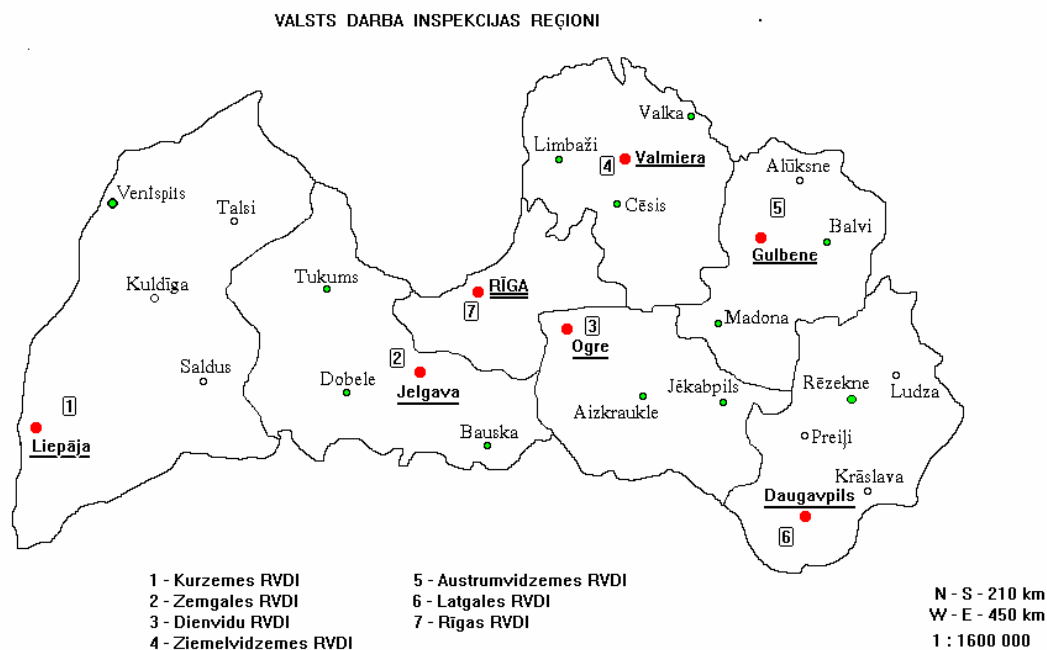 VALSTS DARBA INSPEKCIJAS REĢIONI
Valka
Limbaži
4
Valmiera
Alūksne
Ventspils
Talsi
Cēsis
5
Balvi
Gulbene
Tukums
Kuldīga
RĪGA
7
3
Madona
Ogre
2
Saldus
Dobele
Jelgava
Jēkabpils
Rēzekne
Ludza
1
Aizkraukle
Liepāja
Bauska
Preiļi
Krāslava
Daugavpils
6
1 - Kurzemes RVDI
2 - Zemgales RVDI
3 - Dienvidu RVDI
4 - Ziemelvidzemes RVDI
5 - Austrumvidzemes RVDI
6 - Latgales RVDI
7 - Rīgas RVDI
N - S - 210 km
W - E - 450 km
1 : 1600 000